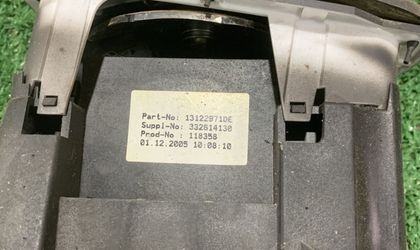 Part-No: 13122971DE
Suppl-No: 332814130
Prod-No : 118358
01.12.2005 10:08:10